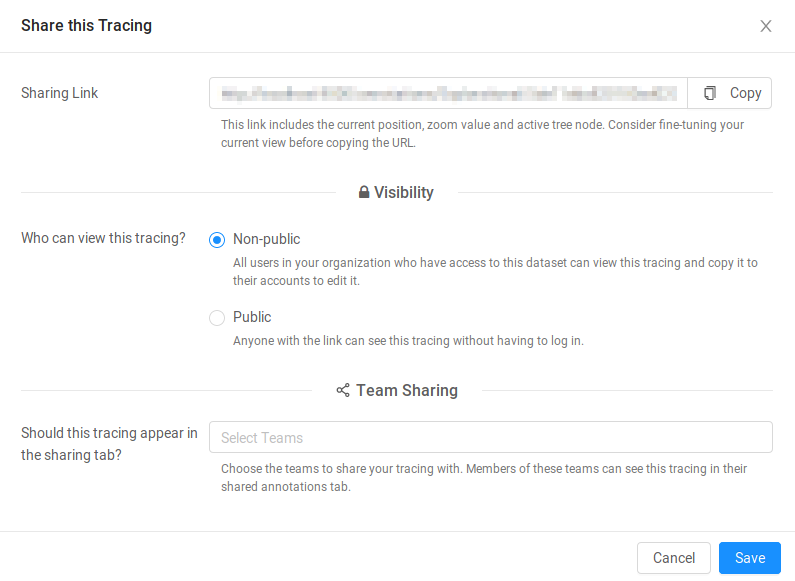 Share this Tracing
Sharing Link
Copy
This link includes the current position, zoom value and active tree node. Consider fine-tuning your
current view before copying the URL.
Visibility
Who can view this tracing?
Non-public
All users in your organization who have access to this dataset can view this tracing and copy it to
their accounts to edit it.
Public
Anyone with the link can see this tracing without having to log in.
Team Sharing
Should this tracing appear in
the sharing tab?
Select Teams
Choose the teams to share your tracing with. Members of these teams can see this tracing in their
shared annotations tab.
Cancel
Save